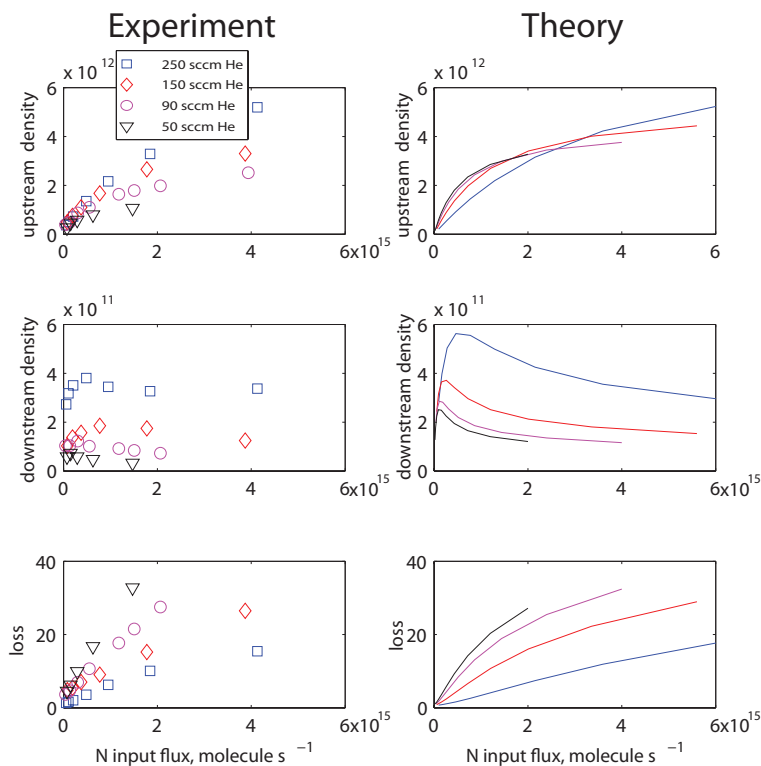 Experiment
Theory
x 10 12
upstream density
6
4
2
0
0
2
4
6x10 15
250 sccm He
150 sccm He
90 sccm He
50 sccm He
x 10 12
upstream density
6
4
2
0
0
2
4
6
x 10 11
downstream density
6
4
2
0
0
2
4
6x10 15
x 10 11
downstream density
6
4
2
0
0
2
4
6x10 15
loss
40
20
0
0
2
4
6x10 15
N input flux, molecule s −1
loss
40
20
0
0
2
4
6x10 15
N input flux, molecule s −1